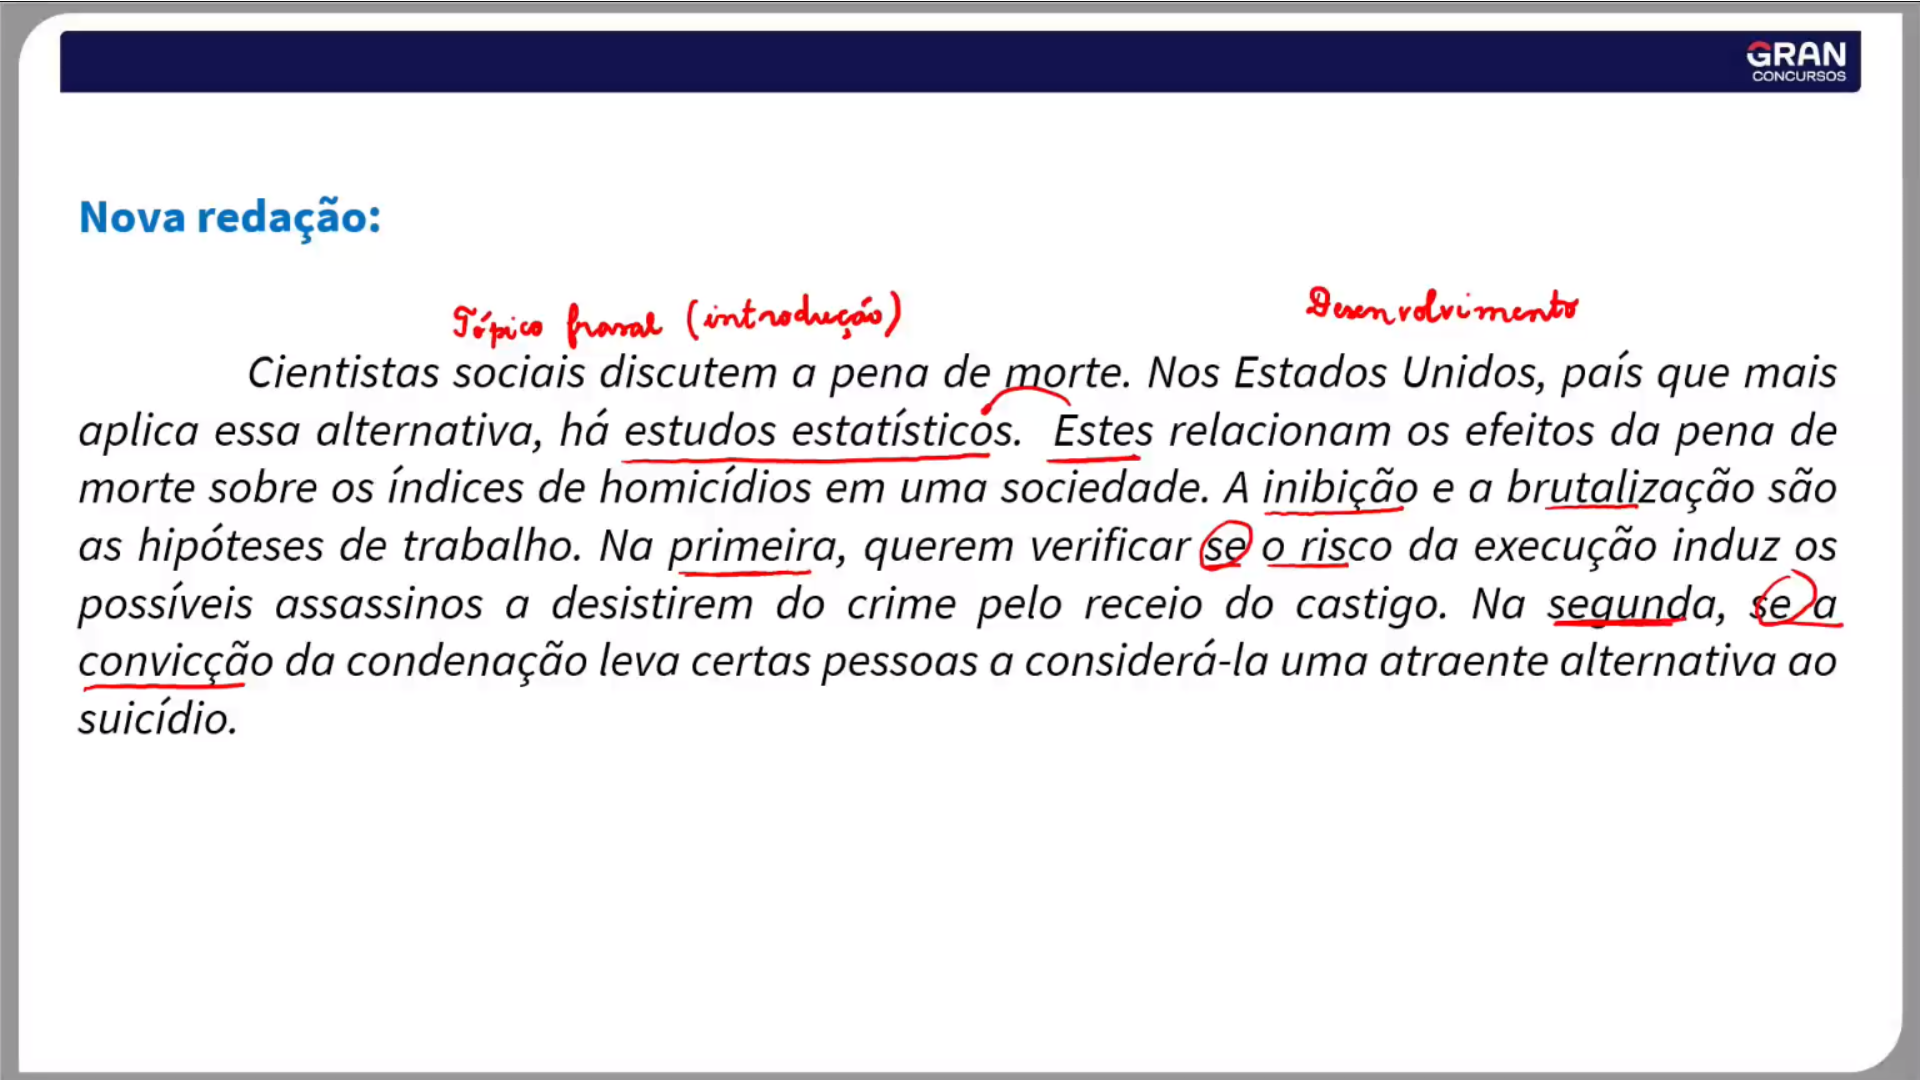 GRAN
CONCURSOS
Nova redação:
Tópico frasal (introdução)
Desenvolvimento
Cientistas sociais discutem a pena de morte. Nos Estados Unidos, país que mais
aplica essa alternativa, há estudos estatísticos. Estes relacionam os efeitos da pena de
morte sobre os índices de homicídios em uma sociedade. A inibição e a brutalização são
as hipóteses de trabalho. Na primeira, querem verificar se o risco da execução induz os
possíveis assassinos a desistirem do crime pelo receio do castigo. Na segunda, se a
convicção da condenação leva certas pessoas a considerá-la uma atraente alternativa ao
suicídio.